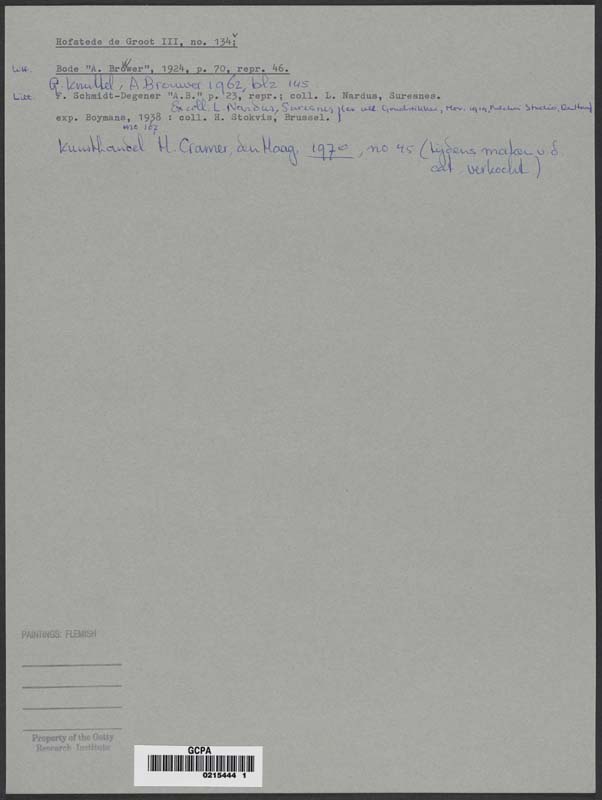 Hofstede de Groot III, no. 134;
Litt. Bode "A. Brouwer", 1924, p. 70, repr. 46.
G. Knuttel, A. Brouwer 1962, blz 145
Litt. F. Schmidt-Degener "A.B." p. 23, repr.; coll. L. Nardus, Suresnes.
Ex coll. L. Nardus, Suresnes, ex coll. Goudstikker, Nov. 1919, Pulchri Studio, Den Haag
exp. Boymans, 1938 : coll. H. Stokvis, Brussel.
no 107
Kunsthandel H. Cramer, den Haag. 1970, no 45 (tijdens maken v.d.
cat. verkocht)
PAINTINGS: FLEMISH
Property of the Getty
Research Institute
GCPA
0215444 1